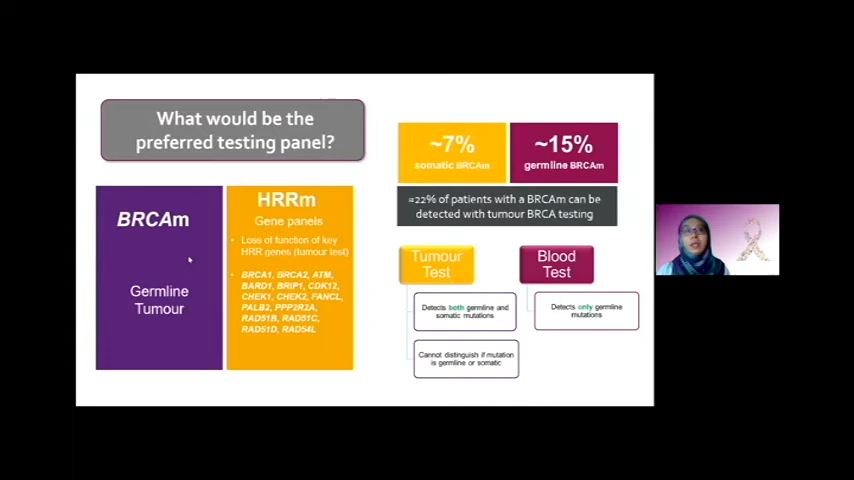 What would be the
preferred testing panel?
BRCAm
Germline
Tumour
HRRm
Gene panels
• Loss of function of key
HRR genes (tumour test)
• BRCA1, BRCA2, ATM,
BARD1, BRIP1, CDK12,
CHEK1, CHEK2, FANCL,
PALB2, PPP2R2A,
RAD51B, RAD51C,
RAD51D, RAD54L
~7%
somatic BRCAm
~15%
germline BRCAm
≈22% of patients with a BRCAm can be
detected with tumour BRCA testing
Tumour
Test
Detects both germline and
somatic mutations
Cannot distinguish if mutation
is germline or somatic
Blood
Test
Detects only germline
mutations